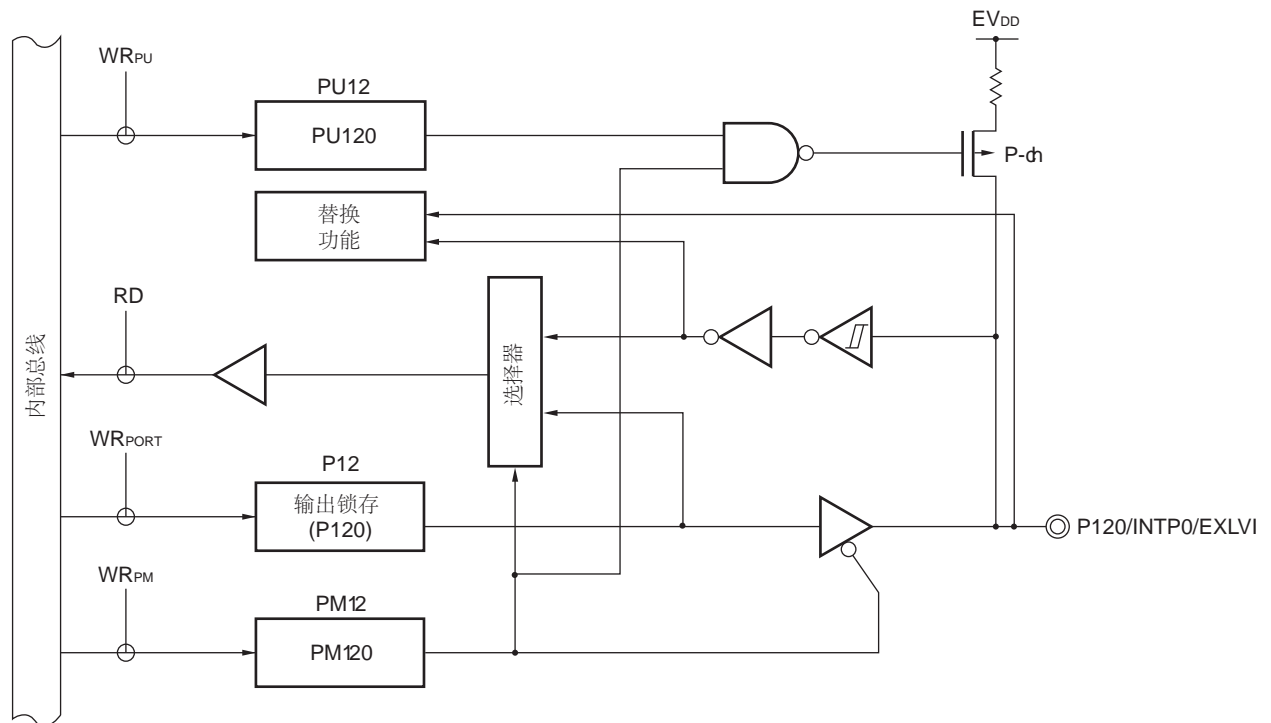 EVDD
WRPU
PU12
PU120
P-ch
替换
功能
RD
选择器
内部总线
WRPORT
P12
输出锁存
(P120)
P120/INTP0/EXLVI
WRPM
PM12
PM120